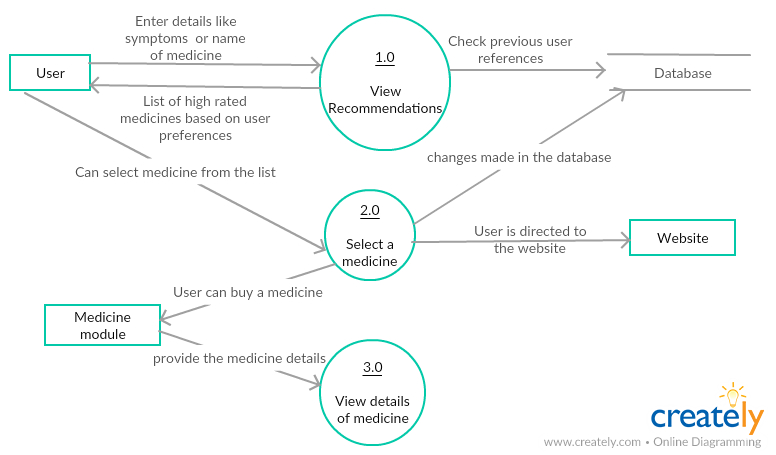 Enter details like
symptoms or name
of medicine
User
1.0
View
Recommendations
Check previous user
references
Database
List of high rated
medicines based on user
preferences
changes made in the database
Can select medicine from the list
2.0
Select a
medicine
User is directed to
the website
Website
User can buy a medicine
Medicine
module
provide the medicine details
3.0
View details
of medicine
creately
www.creately.com • Online Diagramming